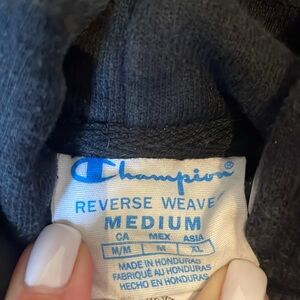 Champion®
REVERSE WEAVE
MEDIUM
CA MEX ASIA
M/M M XL
MADE IN HONDURAS
FABRIQUÉ AU HONDURAS
HECHO EN HONDURAS